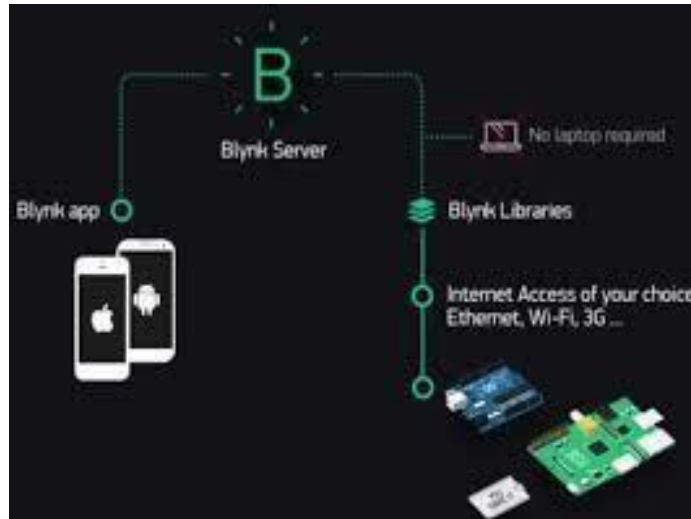 B
Blynk Server
No laptop required
Blynk app
Blynk Libraries
Internet Access of your choice
Ethernet, Wi-Fi, 3G ...